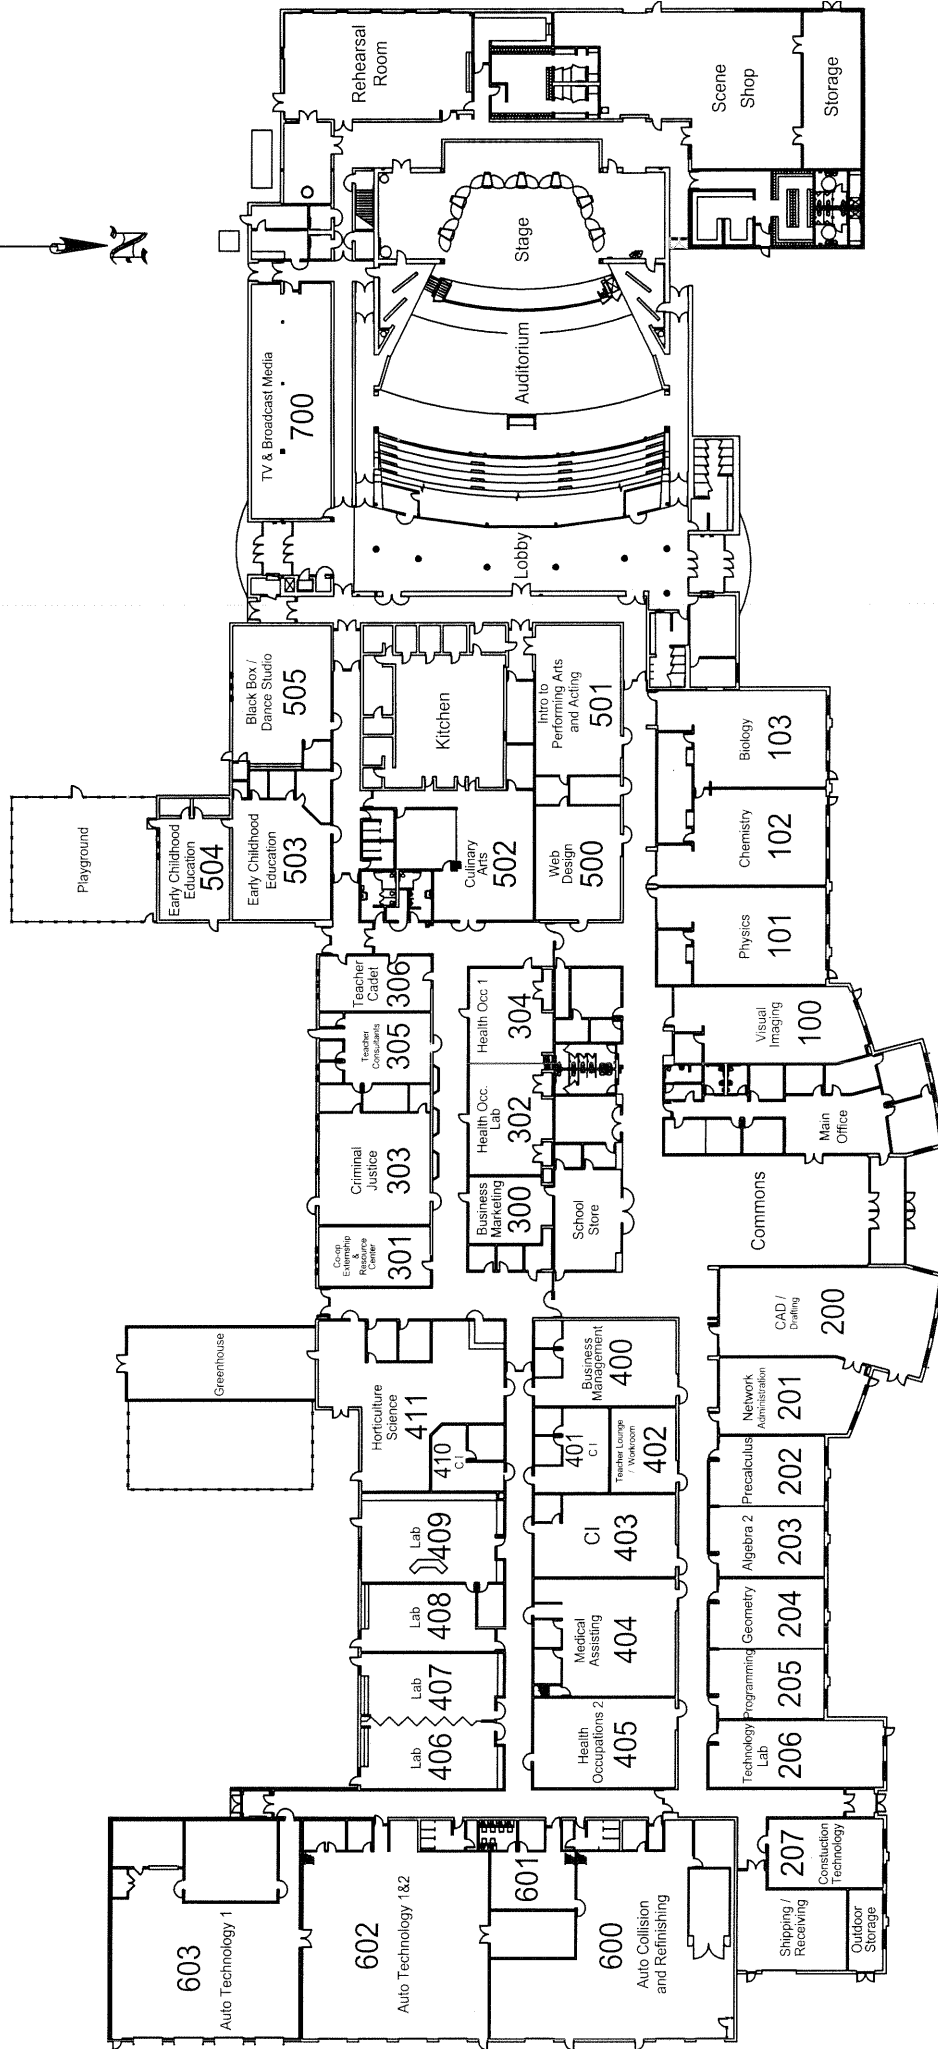 Rehearsal
Room
Scene
Shop
Storage
N
Stage
Auditorium
TV & Broadcast Media
700
Lobby
Black Box /
Dance Studio
505
Kitchen
Intro to
Performing Arts
and Acting
501
Biology
103
Playground
Early Childhood
Education
504
Early Childhood
Education
503
Culinary
Arts
502
Web
Design
500
Chemistry
102
Physics
101
Teacher
Cadet
306
Teacher
Consultants
305
Health Occ 1
304
Visual
Imaging
100
Criminal
Justice
303
Health Occ.
Lab
302
Main
Office
Co-op
Externship
&
Resource
Center
301
Business
Marketing
300
School
Store
Commons
Greenhouse
Horticulture
Science
411
410
C I
Business
Management
400
401
C I
Teacher Lounge
/ Workroom
402
CAD /
Drafting
200
Network
Administration
201
Precalculus
202
Lab
409
CI
403
Algebra 2
203
Lab
408
Medical
Assisting
404
Geometry
204
Lab
407
Programming
205
Lab
406
Health
Occupations 2
405
Technology
Lab
206
603
Auto Technology 1
602
Auto Technology 1&2
601
600
Auto Collision
and Refinishing
207
Constuction
Technology
Shipping /
Receiving
Outdoor
Storage